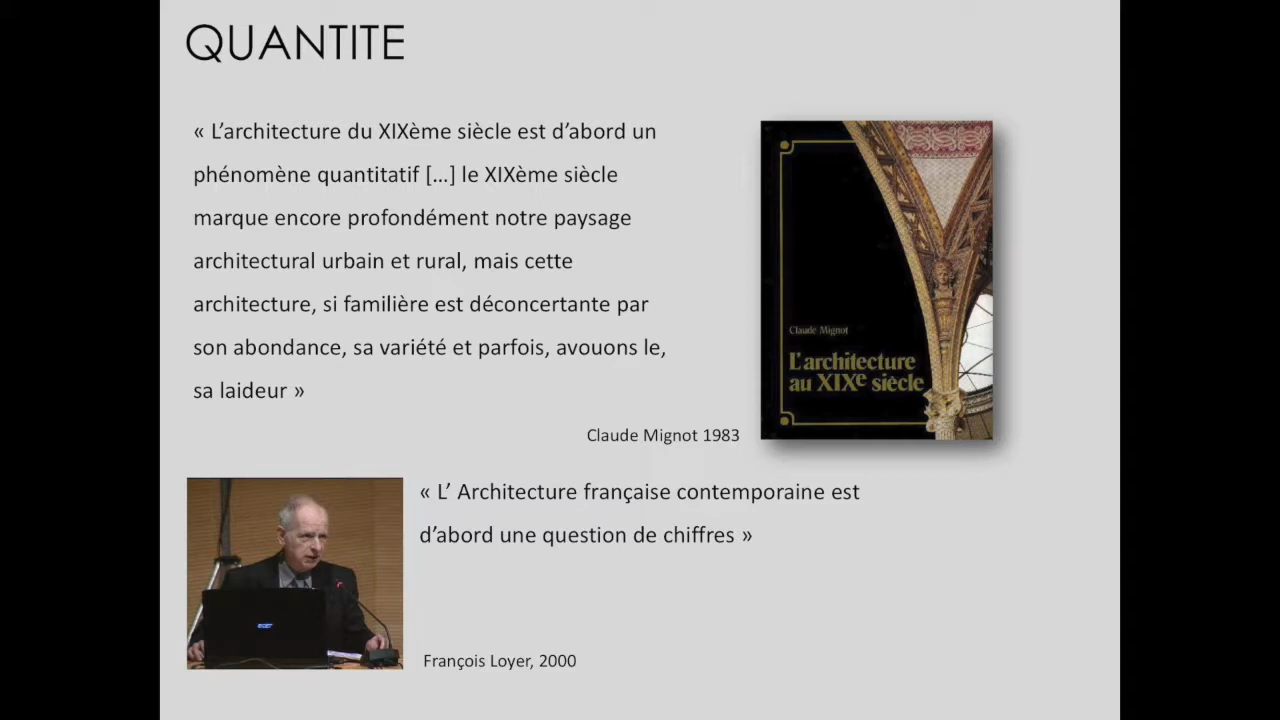 QUANTITE
« L’architecture du XIXème siècle est d’abord un
phénomène quantitatif [...] le XIXème siècle
marque encore profondément notre paysage
architectural urbain et rural, mais cette
architecture, si familière est déconcertante par
son abondance, sa variété et parfois, avouons le,
sa laideur »
Claude Mignot 1983
Claude Mignot
L’architecture
au XIXe siècle
« L’ Architecture française contemporaine est
d’abord une question de chiffres »
acer
François Loyer, 2000